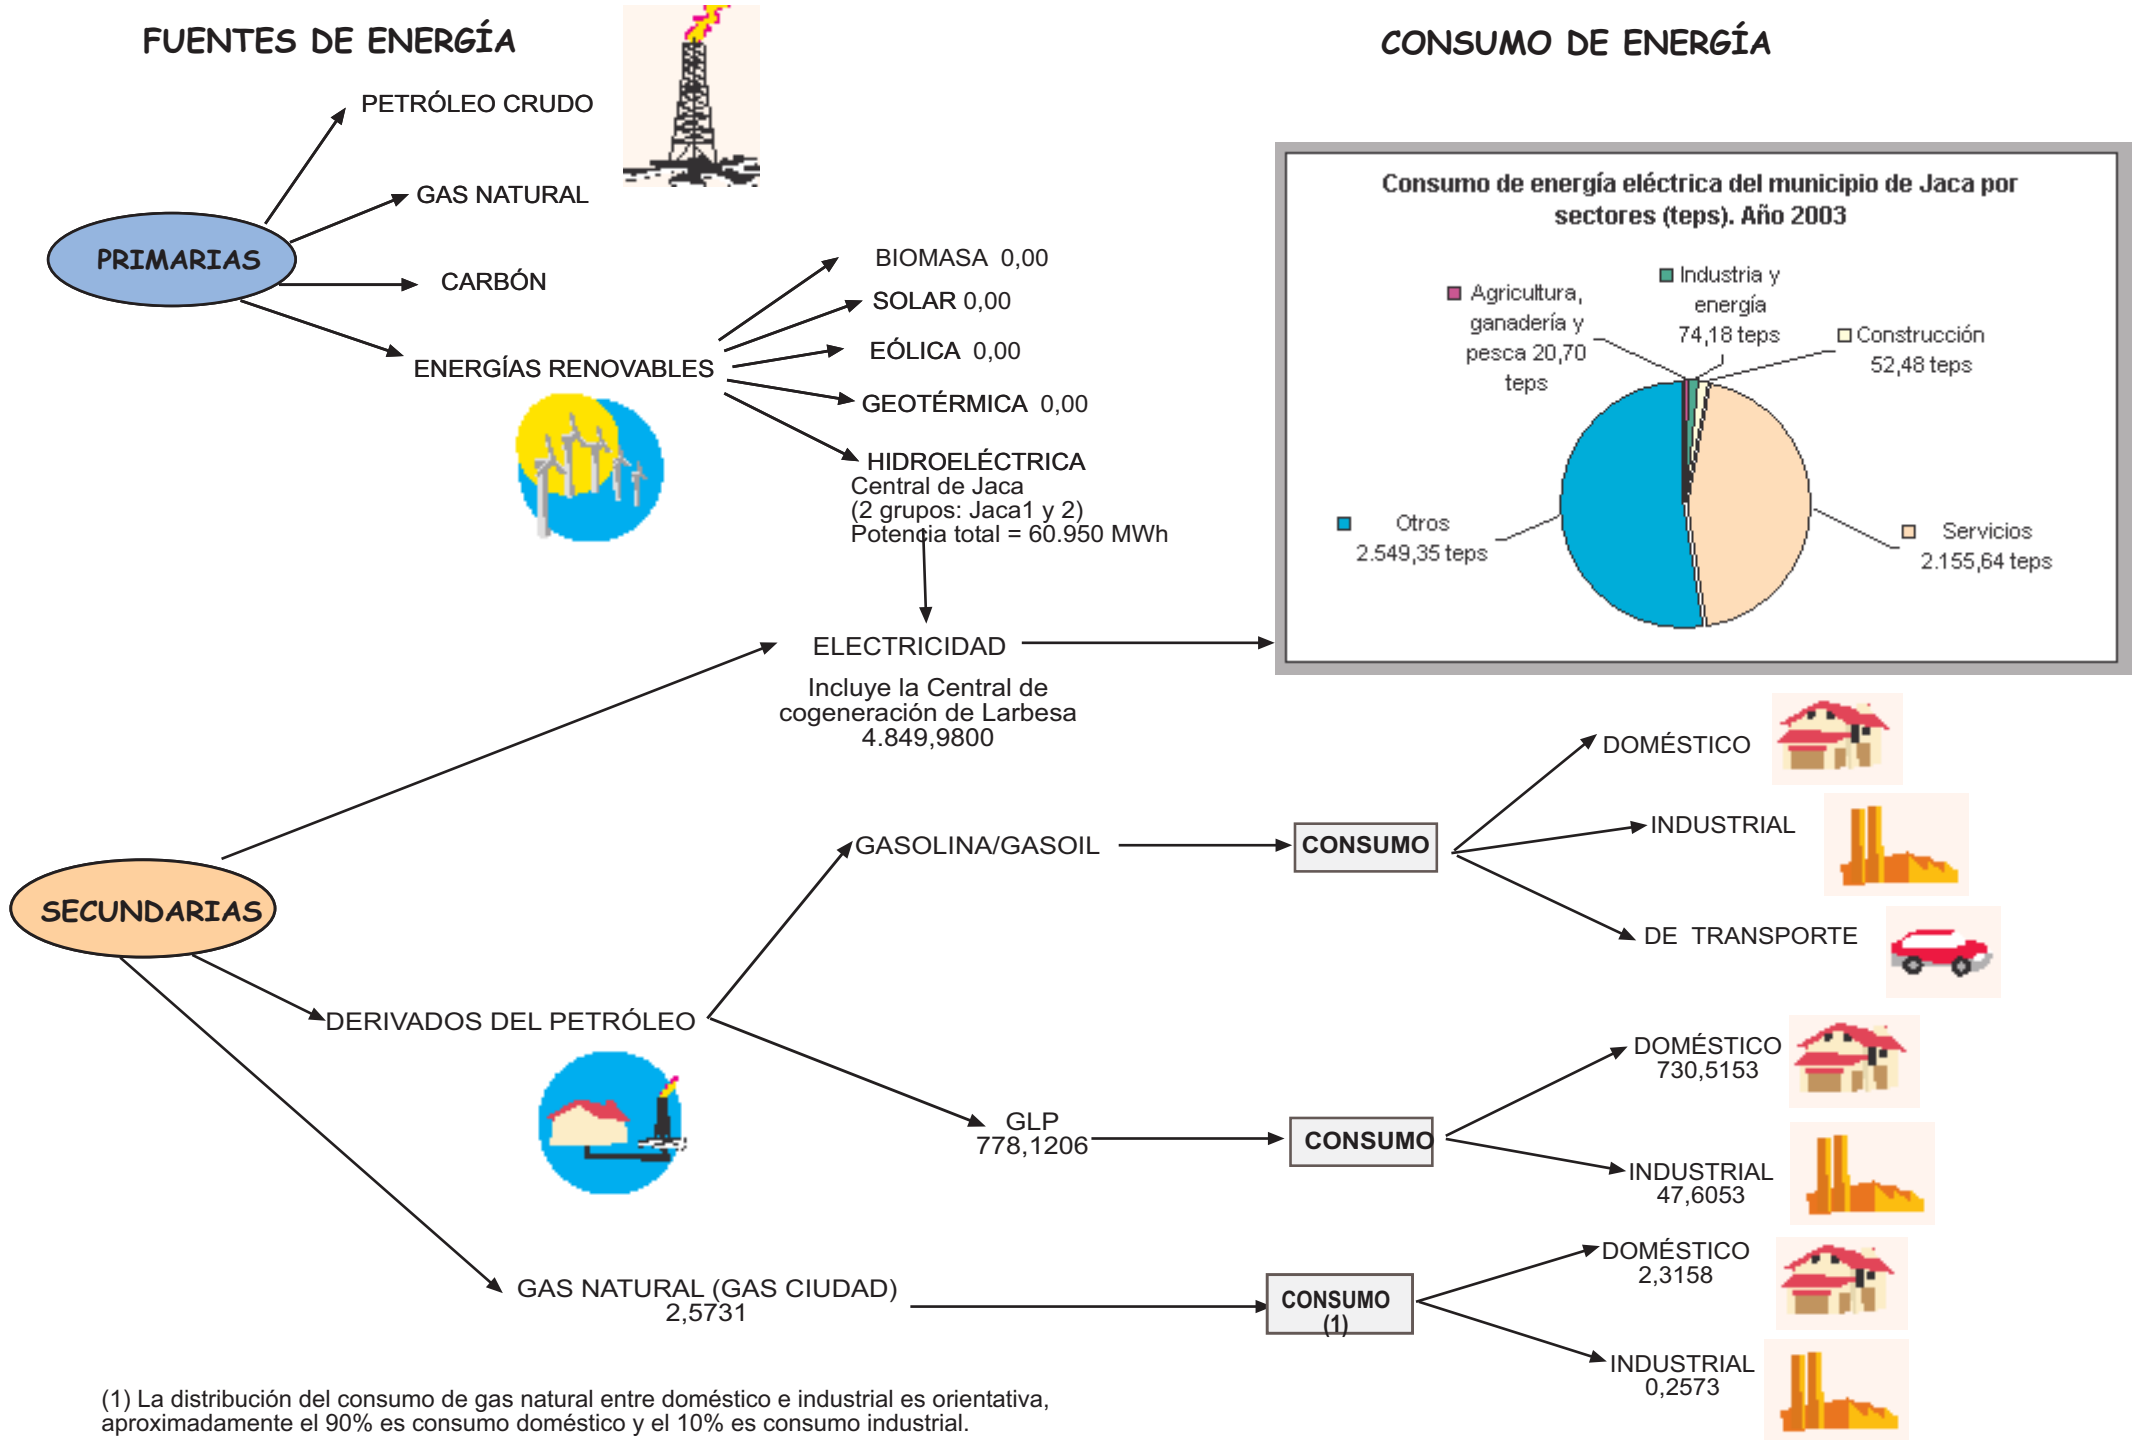 FUENTES DE ENERGÍA
CONSUMO DE ENERGÍA
PETRÓLEO CRUDO
GAS NATURAL
PRIMARIAS
CARBÓN
ENERGÍAS RENOVABLES
BIOMASA 0,00
SOLAR 0,00
EÓLICA 0,00
GEOTÉRMICA 0,00
HIDROELÉCTRICA
Central de Jaca
(2 grupos: Jaca1 y 2)
Potencia total = 60.950 MWh
Consumo de energía eléctrica del municipio de Jaca por
sectores (teps). Año 2003
Agricultura,
ganadería y
pesca 20,70
teps
Industria y
energía
74,18 teps
Construcción
52,48 teps
Otros
2.549,35 teps
Servicios
2.155,64 teps
ELECTRICIDAD
Incluye la Central de
cogeneración de Larbesa
4.849,9800
SECUNDARIAS
GASOLINA/GASOIL
CONSUMO
DOMÉSTICO
INDUSTRIAL
DE TRANSPORTE
DERIVADOS DEL PETRÓLEO
GLP
778,1206
CONSUMO
DOMÉSTICO
730,5153
INDUSTRIAL
47,6053
GAS NATURAL (GAS CIUDAD)
2,5731
CONSUMO
(1)
DOMÉSTICO
2,3158
INDUSTRIAL
0,2573
(1) La distribución del consumo de gas natural entre doméstico e industrial es orientativa,
aproximadamente el 90% es consumo doméstico y el 10% es consumo industrial.